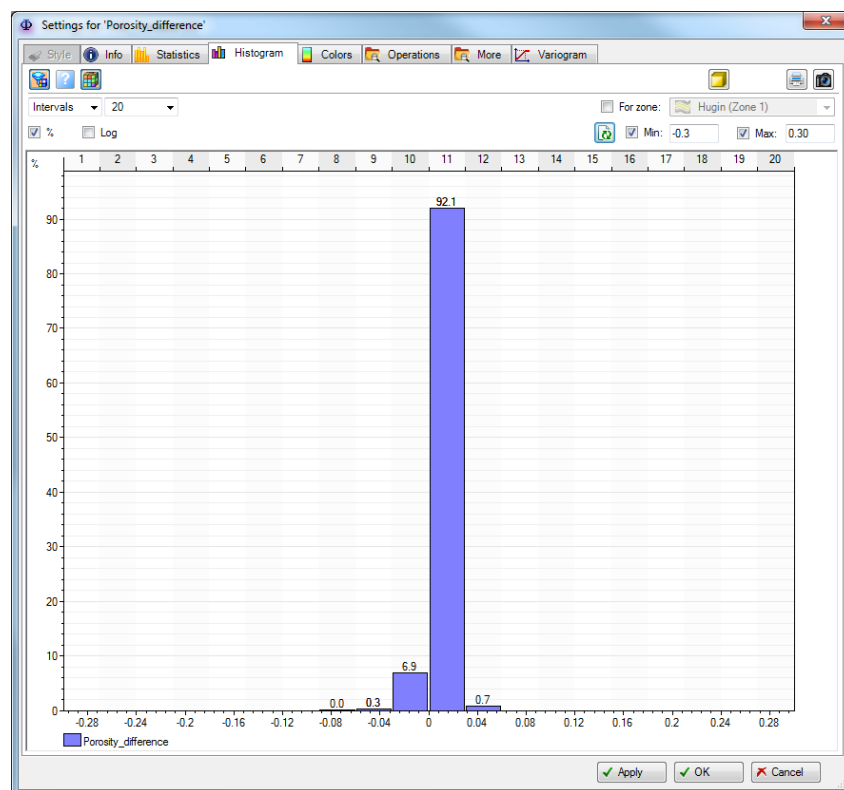 Settings for 'Porosity_difference'
Style Info Statistics Histogram Colors Operations More Variogram
Intervals 20 For zone: Hugin (Zone 1)
% Log Min: -0.3 Max: 0.30
% 1 2 3 4 5 6 7 8 9 10 11 12 13 14 15 16 17 18 19 20
92.1
90
80
70
60
50
40
30
20
10
6.9
0.0 0.3 0.7
0
-0.28 -0.24 -0.2 -0.16 -0.12 -0.08 -0.04 0 0.04 0.08 0.12 0.16 0.2 0.24 0.28
Porosity_difference
Apply OK Cancel